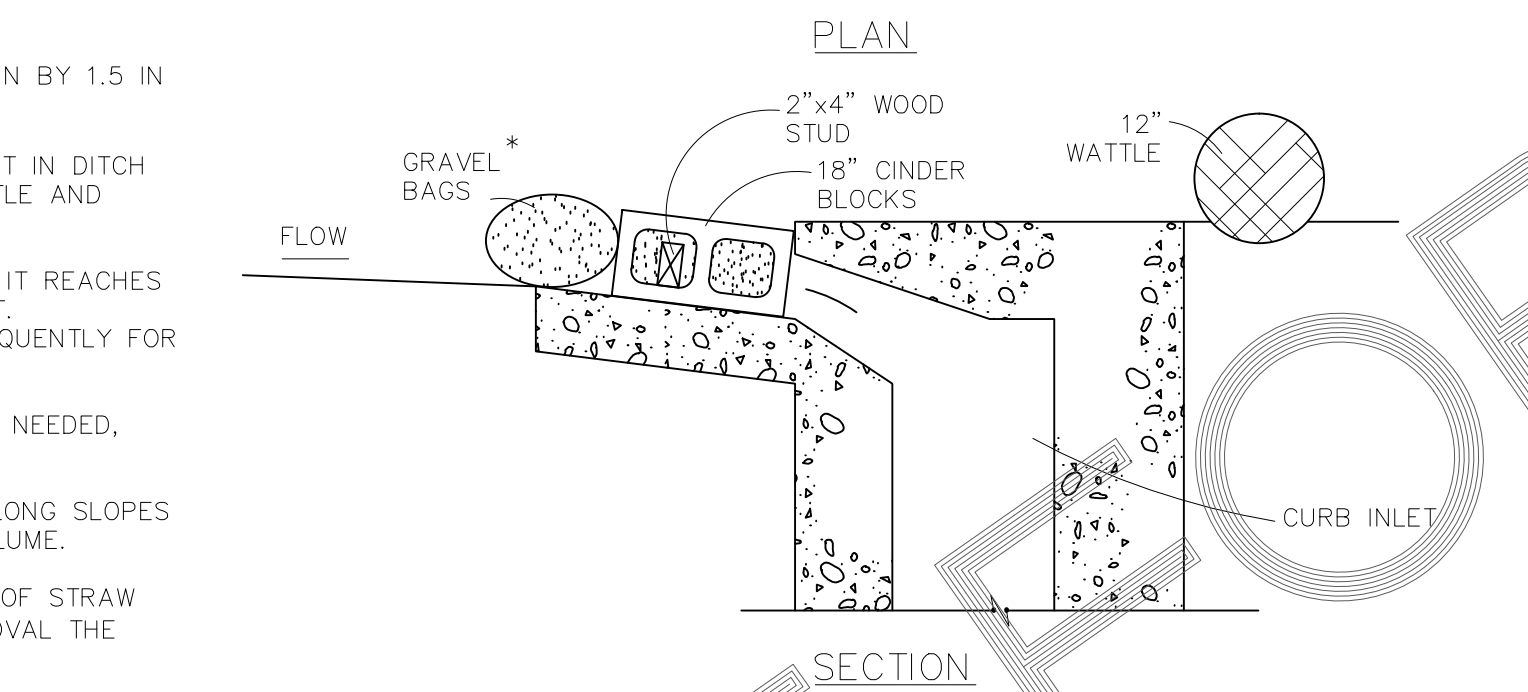 N BY 1.5 IN
T IN DITCH
TLE AND
IT REACHES
T.
QUENTLY FOR
NEEDED,
LONG SLOPES
LUME.
OF STRAW
OVAL THE
PLAN
2”x4” WOOD
STUD
GRAVEL *
BAGS
18” CINDER
BLOCKS
12”
WATTLE
FLOW
CURB INLET
SECTION